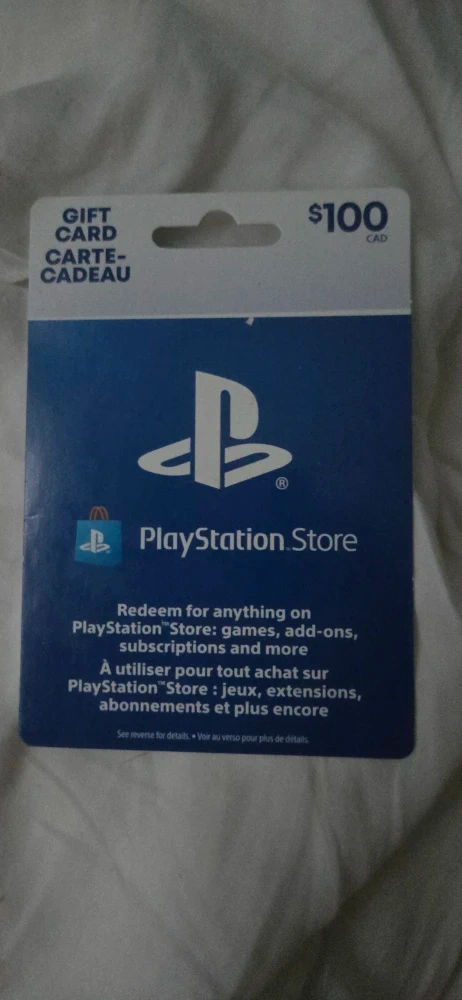 GIFT
CARD
CARTE-
CADEAU
$100
CAD
®
PlayStation™Store
Redeem for anything on
PlayStation™Store: games, add-ons,
subscriptions and more
À utiliser pour tout achat sur
PlayStation™Store : jeux, extensions,
abonnements et plus encore
See reverse for details. • Voir au verso pour plus de détails.